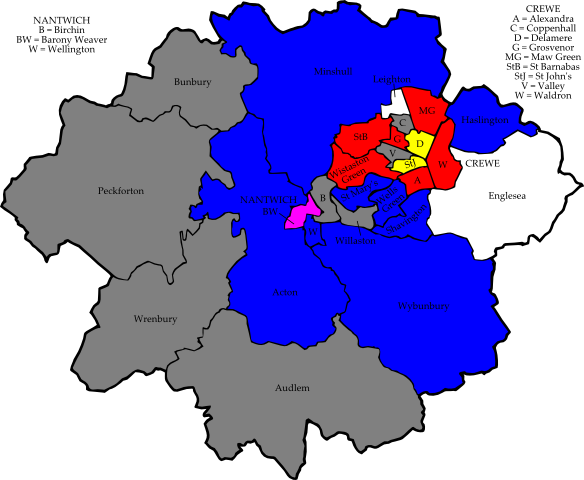 NANTWICH
B = Birchin
BW = Barony Weaver
W = Wellington
CREWE
A = Alexandra
C = Coppenhall
D = Delamere
G = Grosvenor
MG = Maw Green
StB = St Barnabas
StJ = St John's
V = Valley
W = Waldron
Minshull
Bunbury
Leighton
MG
Haslington
C
StB
G
D
V
W
StJ
CREWE
Wistaston
Green
A
Peckforton
NANTWICH
B
Englesea
BW
W
Willaston
Acton
Wybunbury
Wrenbury
Audlem